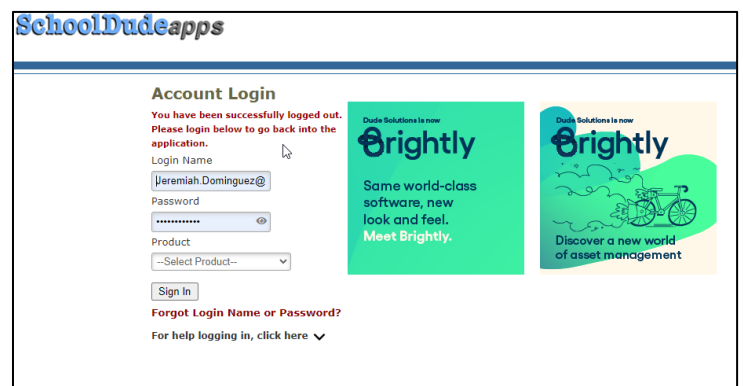 SchoolDudeapps
Account Login
You have been successfully logged out.
Please login below to go back into the
application.
Login Name
Jeremiah.Dominguez@
Password
••••••••••••
Product
--Select Product--
Sign In
Forgot Login Name or Password?
For help logging in, click here
Dude Solutions is now
Brightly
Same world-class
software, new
look and feel.
Meet Brightly.
Dude Solutions is now
Brightly
Discover a new world
of asset management